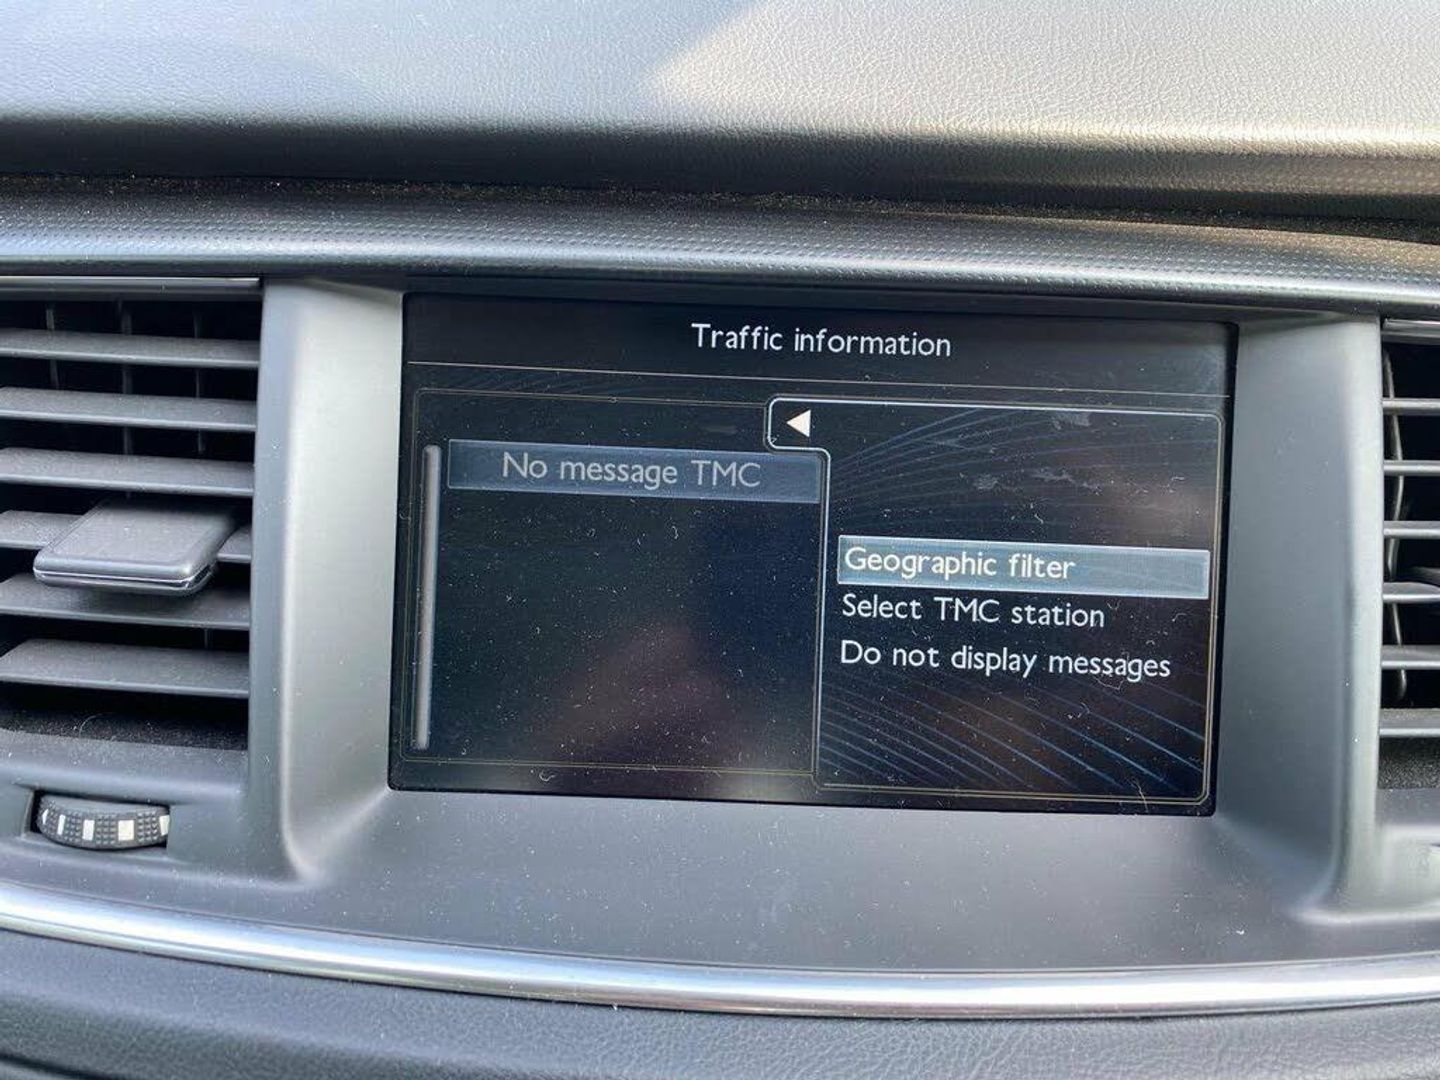 Traffic information
No message TMC
Geographic filter
Select TMC station
Do not display messages